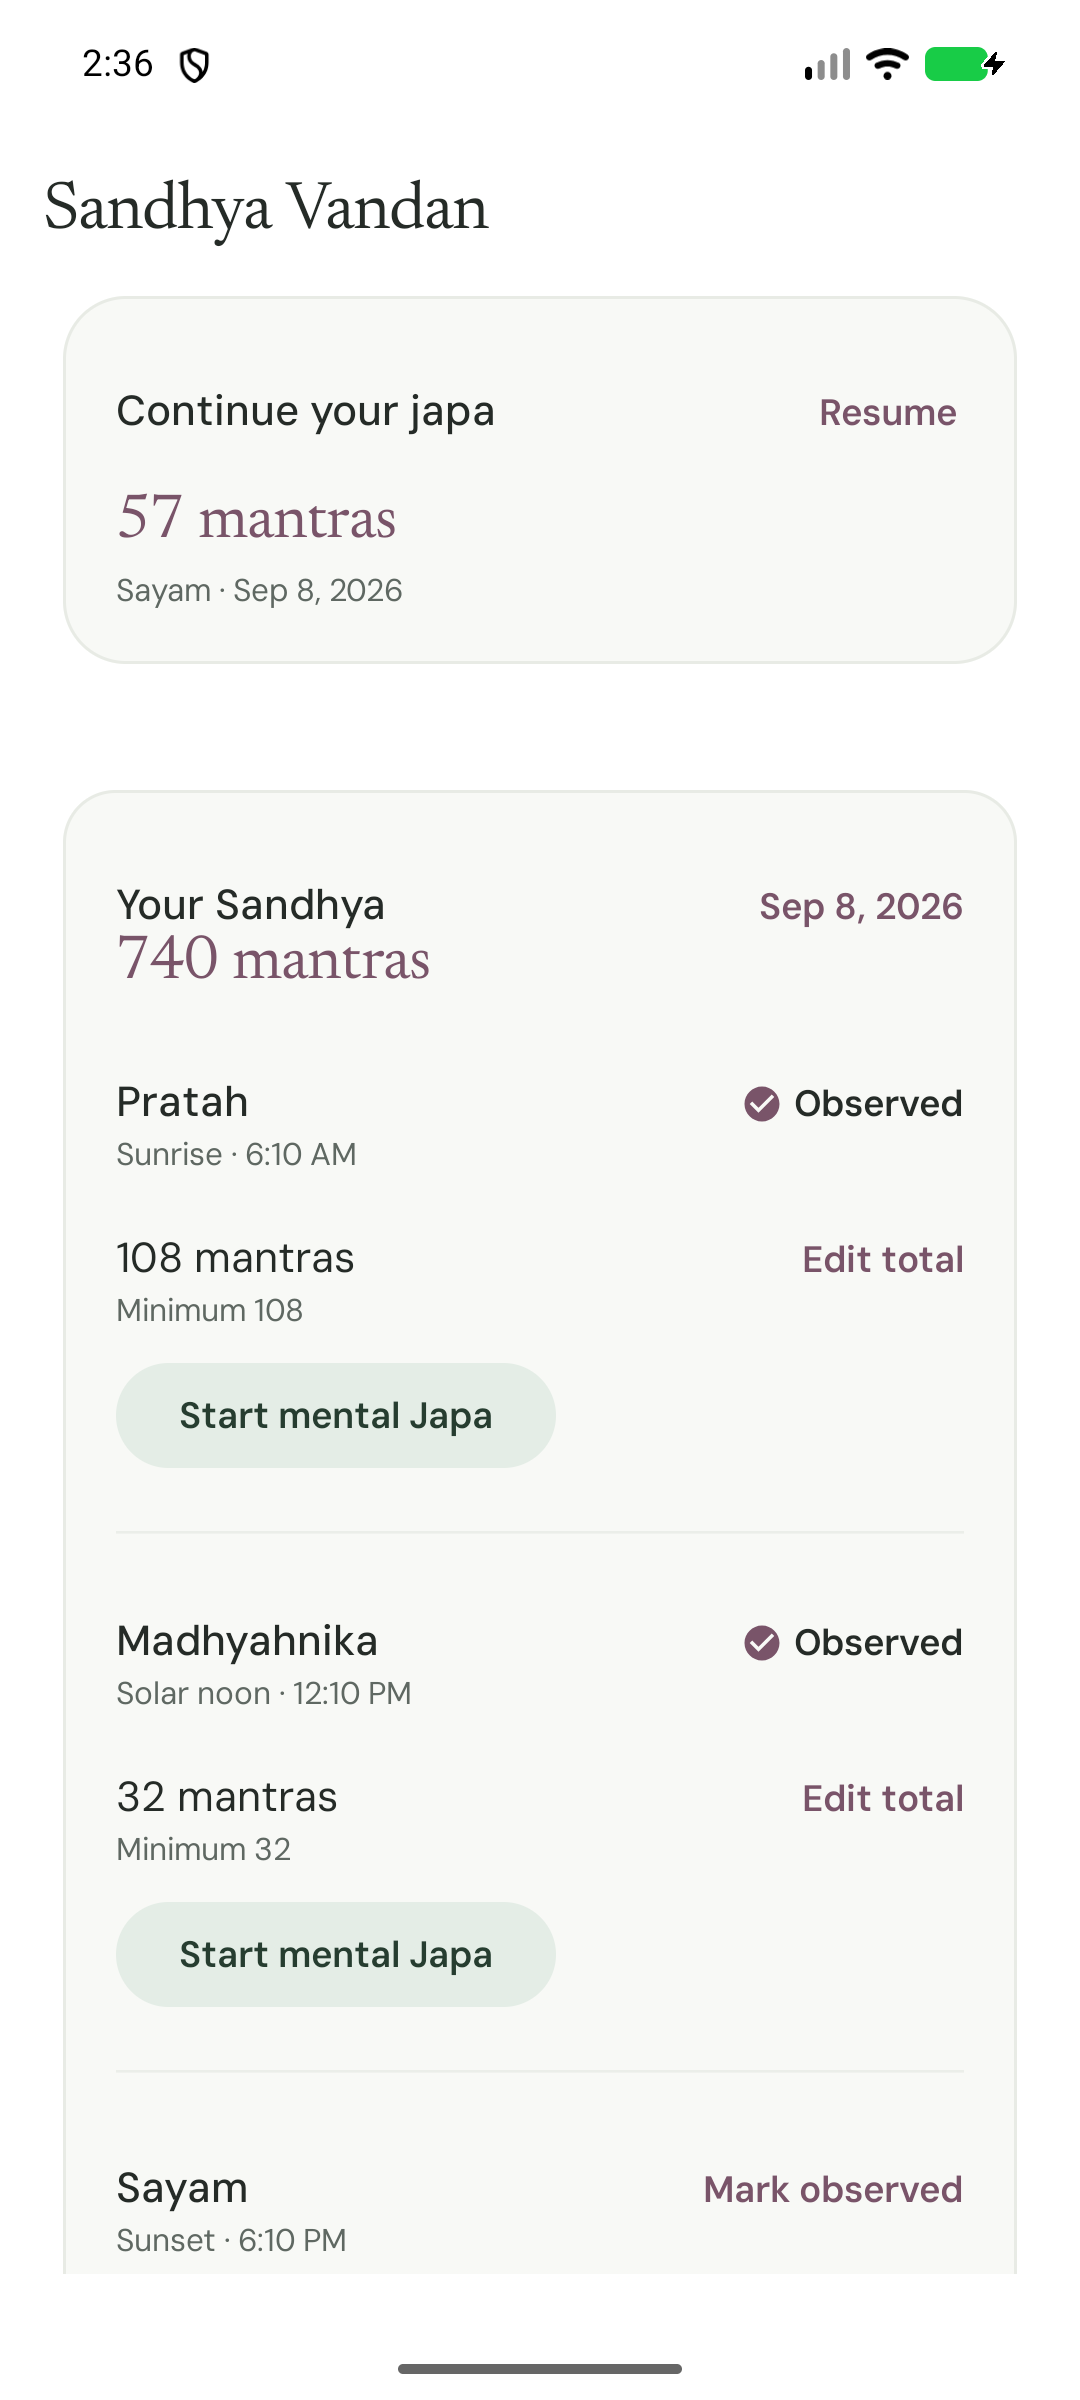 2:36
Sandhya Vandan
Continue your japa
Resume
57 mantras
Sayam · Sep 8, 2026
Your Sandhya
Sep 8, 2026
740 mantras
Pratah
Observed
Sunrise · 6:10 AM
108 mantras
Edit total
Minimum 108
Start mental Japa
Madhyahnika
Observed
Solar noon · 12:10 PM
32 mantras
Edit total
Minimum 32
Start mental Japa
Sayam
Mark observed
Sunset · 6:10 PM